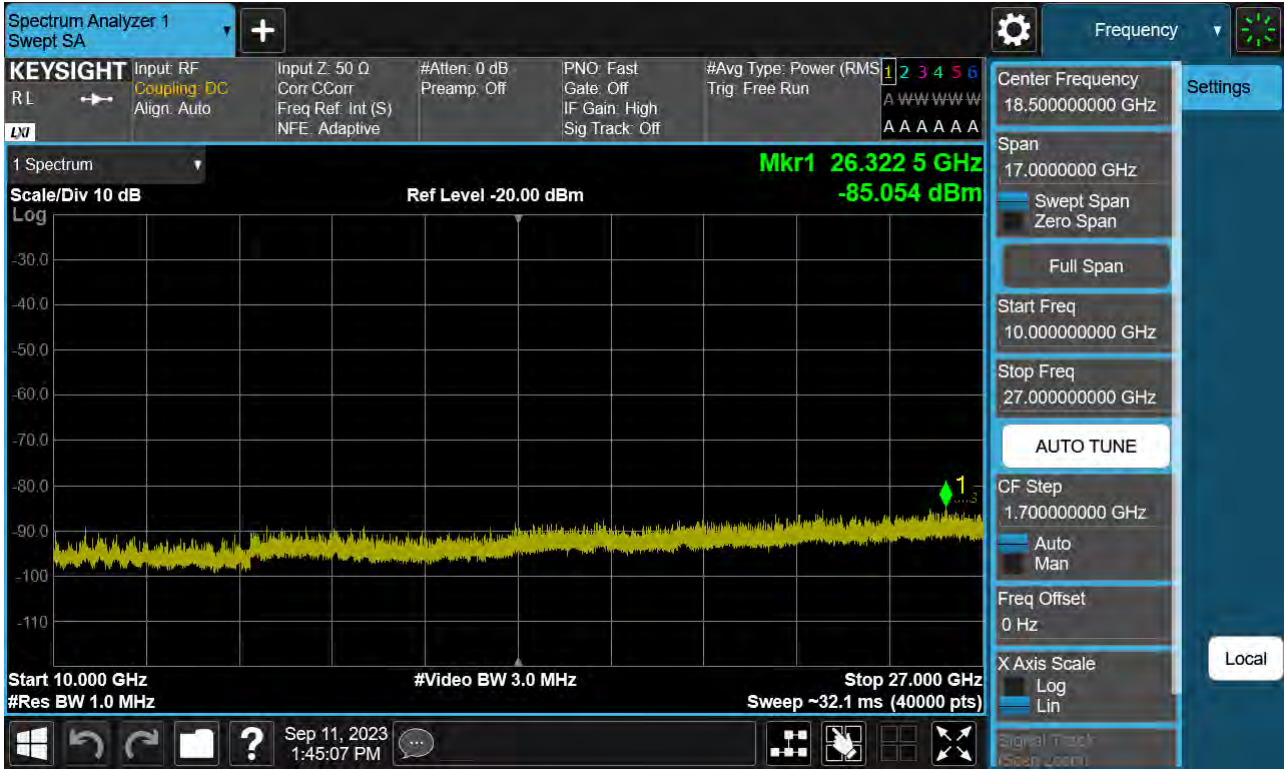 Spectrum Analyzer 1
Swept SA
Frequency
KEYSIGHT
RL
LXI
Input: RF
Coupling: DC
Align: Auto
Input Z: 50 Ω
Corr CCorr
Freq Ref: Int (S)
NFE: Adaptive
#Atten: 0 dB
Preamp: Off
PNO: Fast
Gate: Off
IF Gain: High
Sig Track: Off
#Avg Type: Power (RMS
Trig: Free Run
1 2 3 4 5 6
A W W W W W
A A A A A A
1 Spectrum
Scale/Div 10 dB
Ref Level -20.00 dBm
Mkr1 26.322 5 GHz
-85.054 dBm
Log
-30.0
-40.0
-50.0
-60.0
-70.0
-80.0
-90.0
-100
-110
1
Start 10.000 GHz
#Video BW 3.0 MHz
Stop 27.000 GHz
#Res BW 1.0 MHz
Sweep ~32.1 ms (40000 pts)
Center Frequency
18.500000000 GHz
Span
17.0000000 GHz
Swept Span
Zero Span
Full Span
Start Freq
10.000000000 GHz
Stop Freq
27.000000000 GHz
AUTO TUNE
CF Step
1.700000000 GHz
Auto
Man
Freq Offset
0 Hz
X Axis Scale
Log
Lin
Signal Track
(Span Zoom)
Settings
Local
?
Sep 11, 2023
1:45:07 PM